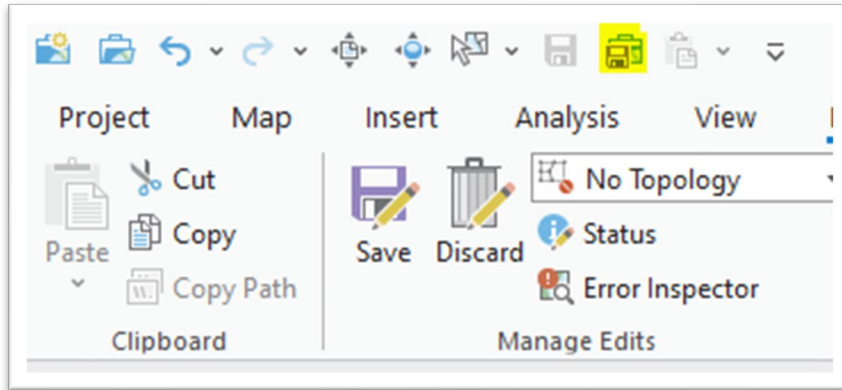 Project Map Insert Analysis View
Cut
No Topology
Copy
Status
Paste
Save Discard
Copy Path
Error Inspector
Clipboard
Manage Edits